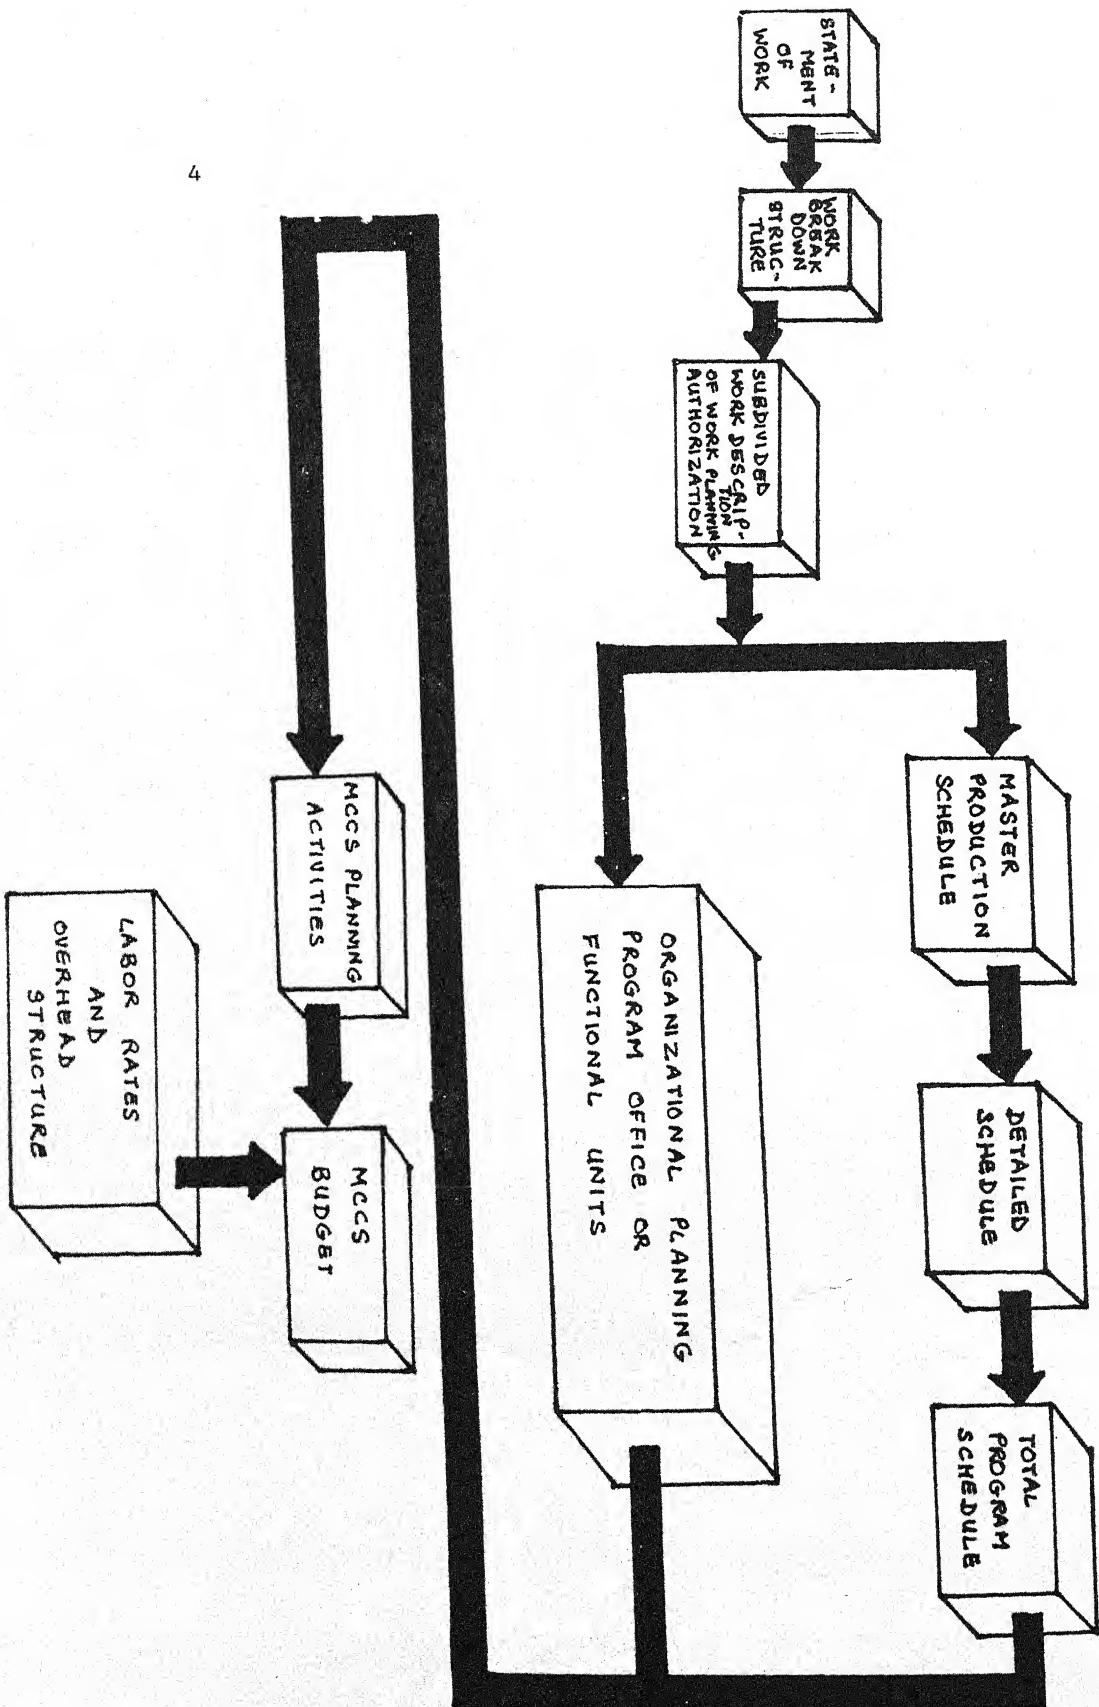 STATE-
MENT
OF
WORK
WORK
BREAK
DOWN
STRUC-
TURE
SUBDIVIDED
WORK DESCRIP-
TION
OF WORK PLANNING
AUTHORIZATION
MASTER
PRODUCTION
SCHEDULE
DETAILED
SCHEDULE
TOTAL
PROGRAM
SCHEDULE
ORGANIZATIONAL PLANNING
PROGRAM OFFICE OR
FUNCTIONAL UNITS
MCCS PLANNING
ACTIVITIES
MCCS
BUDGET
LABOR RATES
AND
OVERHEAD
STRUCTURE
4